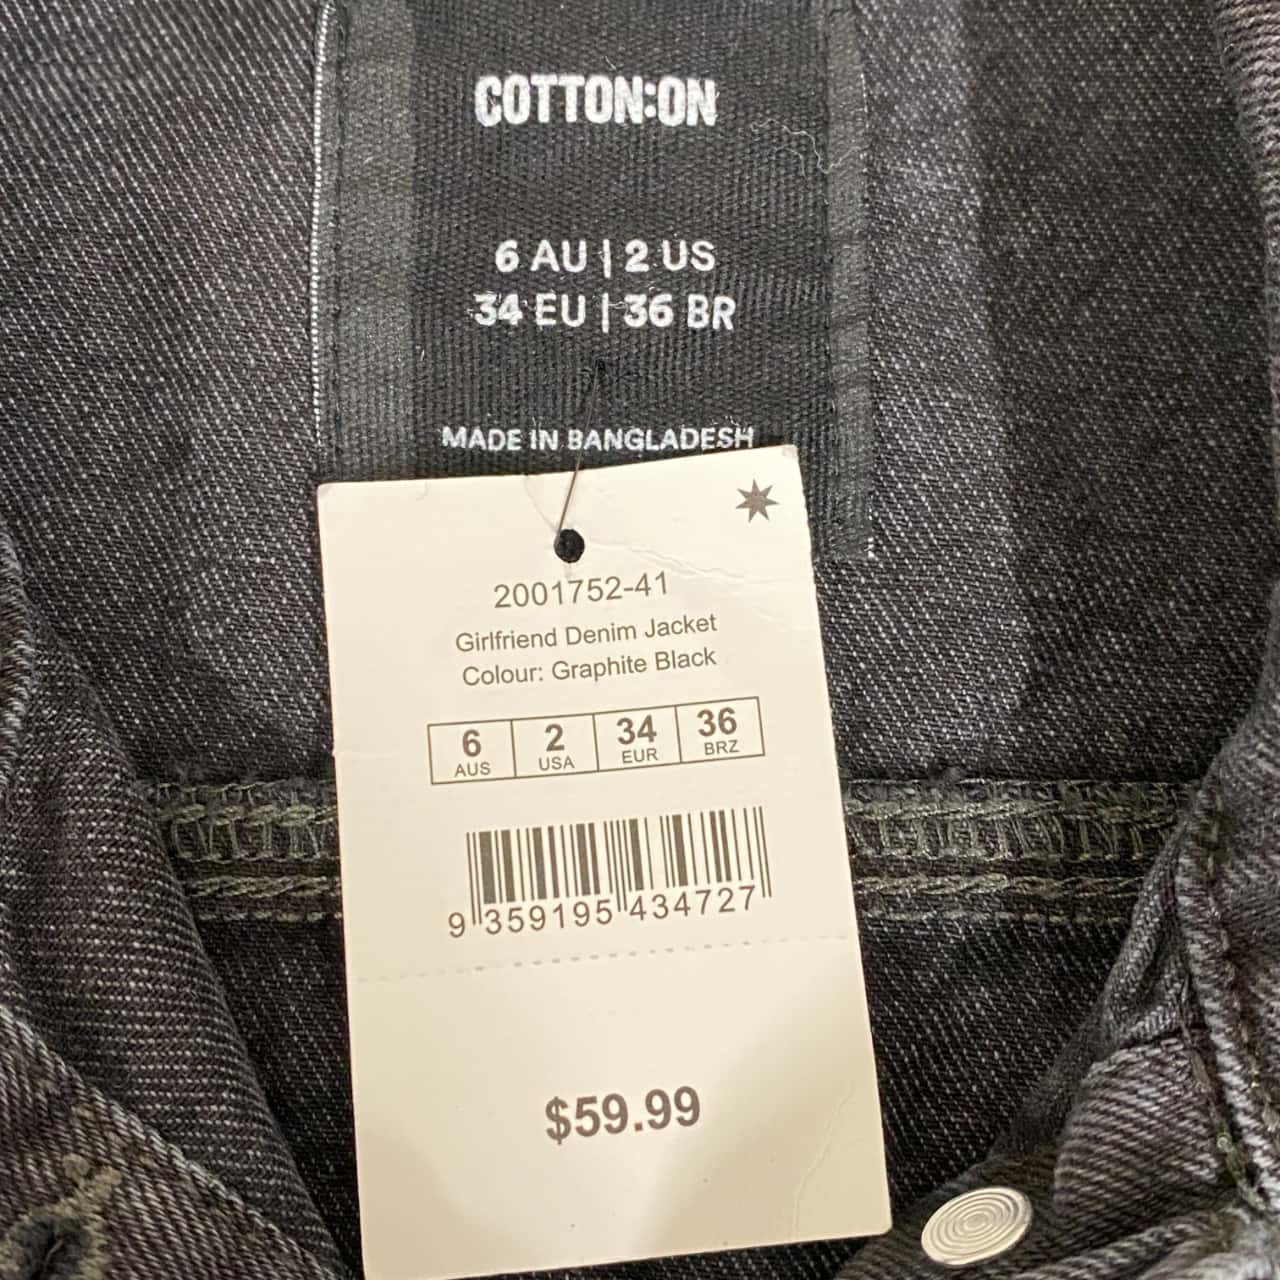 COTTON:ON
6 AU | 2 US
34 EU | 36 BR
MADE IN BANGLADESH
2001752-41
Girlfriend Denim Jacket
Colour: Graphite Black
6 2 34 36
AUS USA EUR BRZ
9 359195 434727
$59.99